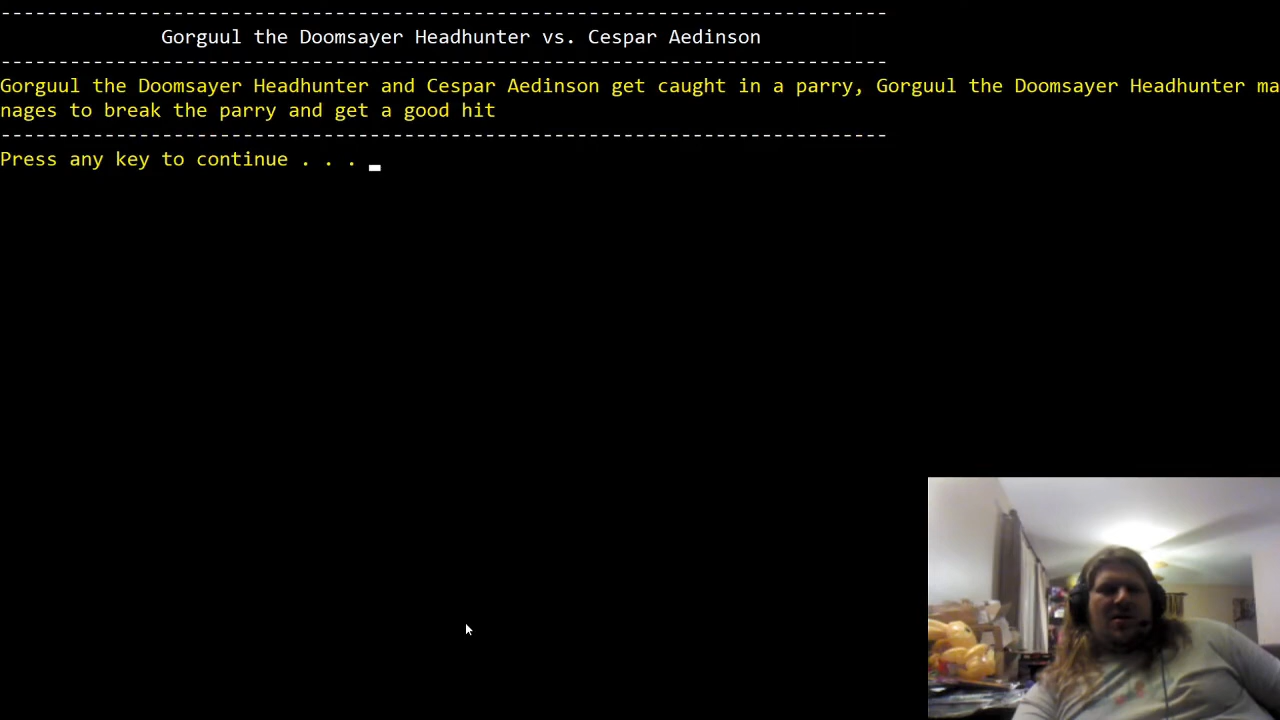 -----------------------------------------------------------------------------
Gorguul the Doomsayer Headhunter vs. Cespar Aedinson
-----------------------------------------------------------------------------
Gorguul the Doomsayer Headhunter and Cespar Aedinson get caught in a parry, Gorguul the Doomsayer Headhunter ma
nages to break the parry and get a good hit
-----------------------------------------------------------------------------
Press any key to continue . . .